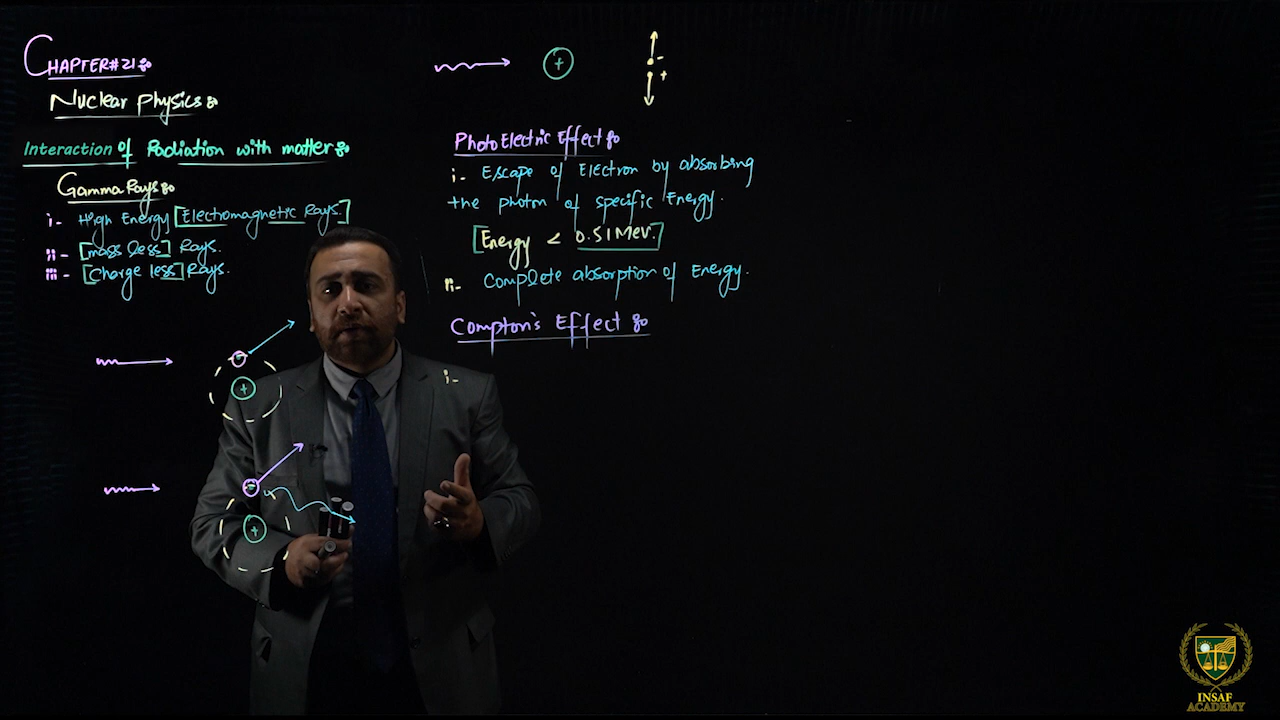 CHAPTER#21
Nuclear Physics
Interaction of Radiation with matter
Gamma Rays
i- High Energy [Electromagnetic Rays.]
ii- [mass less] Rays.
iii- [Charge less] Rays.
+
-
+
+
-
+
-
+
Photo Electric Effect
i- Escape of Electron by absorbing
the photon of specific Energy.
[Energy < 0.51 Mev.]
ii- Complete absorption of Energy.
Compton's Effect
i-
INSAF
ACADEMY